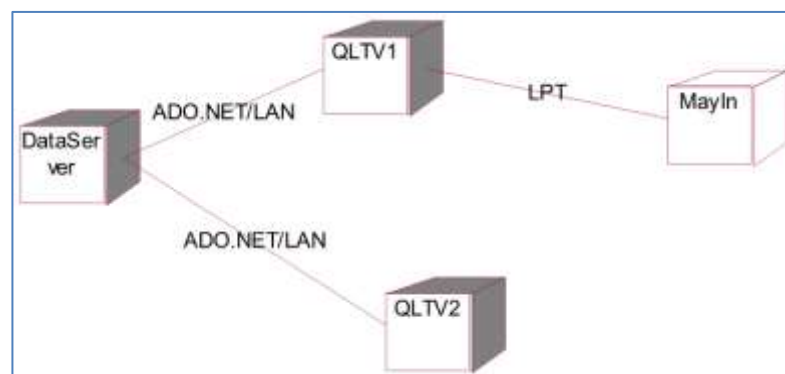 QLTV1
LPT
MayIn
ADO.NET/LAN
DataSer
ver
ADO.NET/LAN
QLTV2